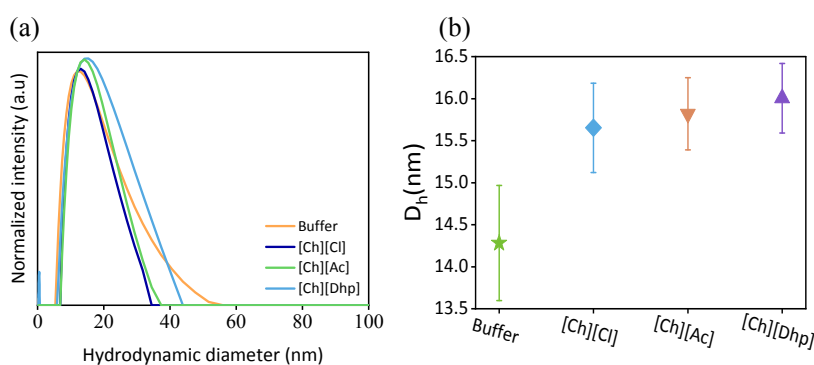 (a)
Normalized intensity (a.u)
Buffer
[Ch][Cl]
[Ch][Ac]
[Ch][Dhp]
0 20 40 60 80 100
Hydrodynamic diameter (nm)
(b)
D_h(nm)
16.5
16.0
15.5
15.0
14.5
14.0
13.5
Buffer [Ch][Cl] [Ch][Ac] [Ch][Dhp]